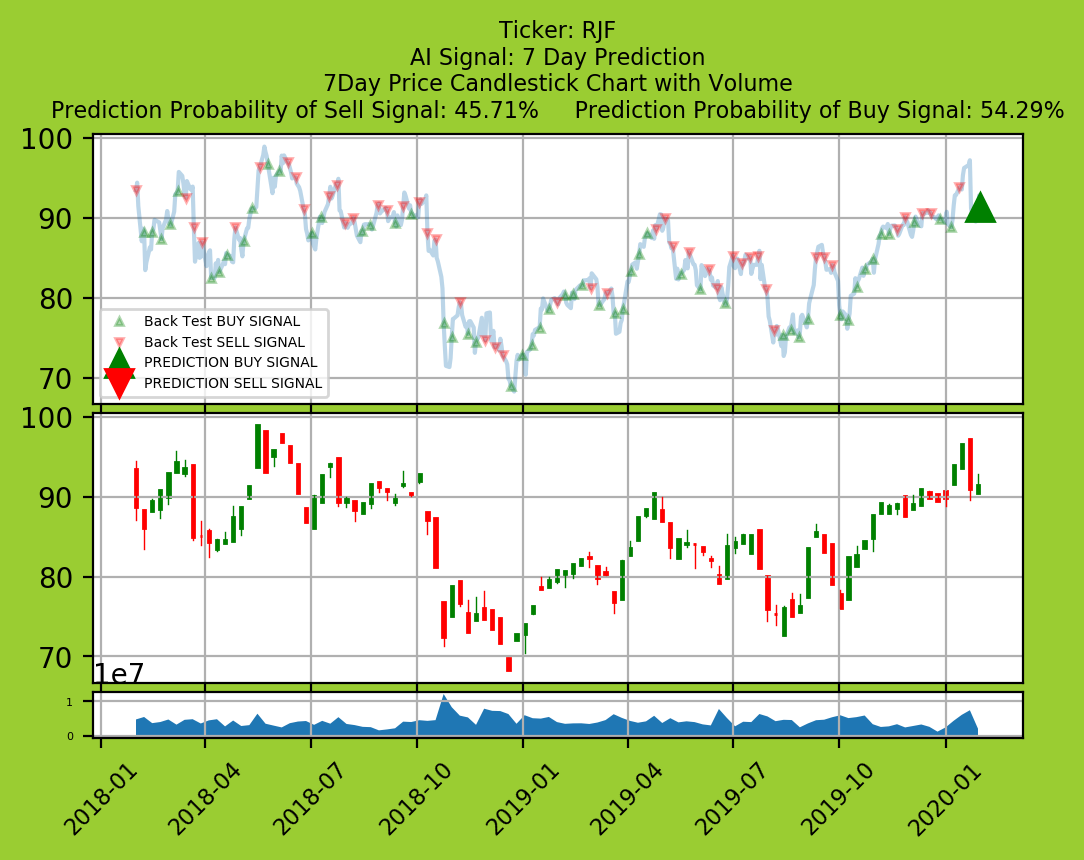 Ticker: RJF
AI Signal: 7 Day Prediction
7Day Price Candlestick Chart with Volume
Prediction Probability of Sell Signal: 45.71% Prediction Probability of Buy Signal: 54.29%
100
90
80
70
Back Test BUY SIGNAL
Back Test SELL SIGNAL
PREDICTION BUY SIGNAL
PREDICTION SELL SIGNAL
100
90
80
70
1e7
1
0
2018-01 2018-04 2018-07 2018-10 2019-01 2019-04 2019-07 2019-10 2020-01